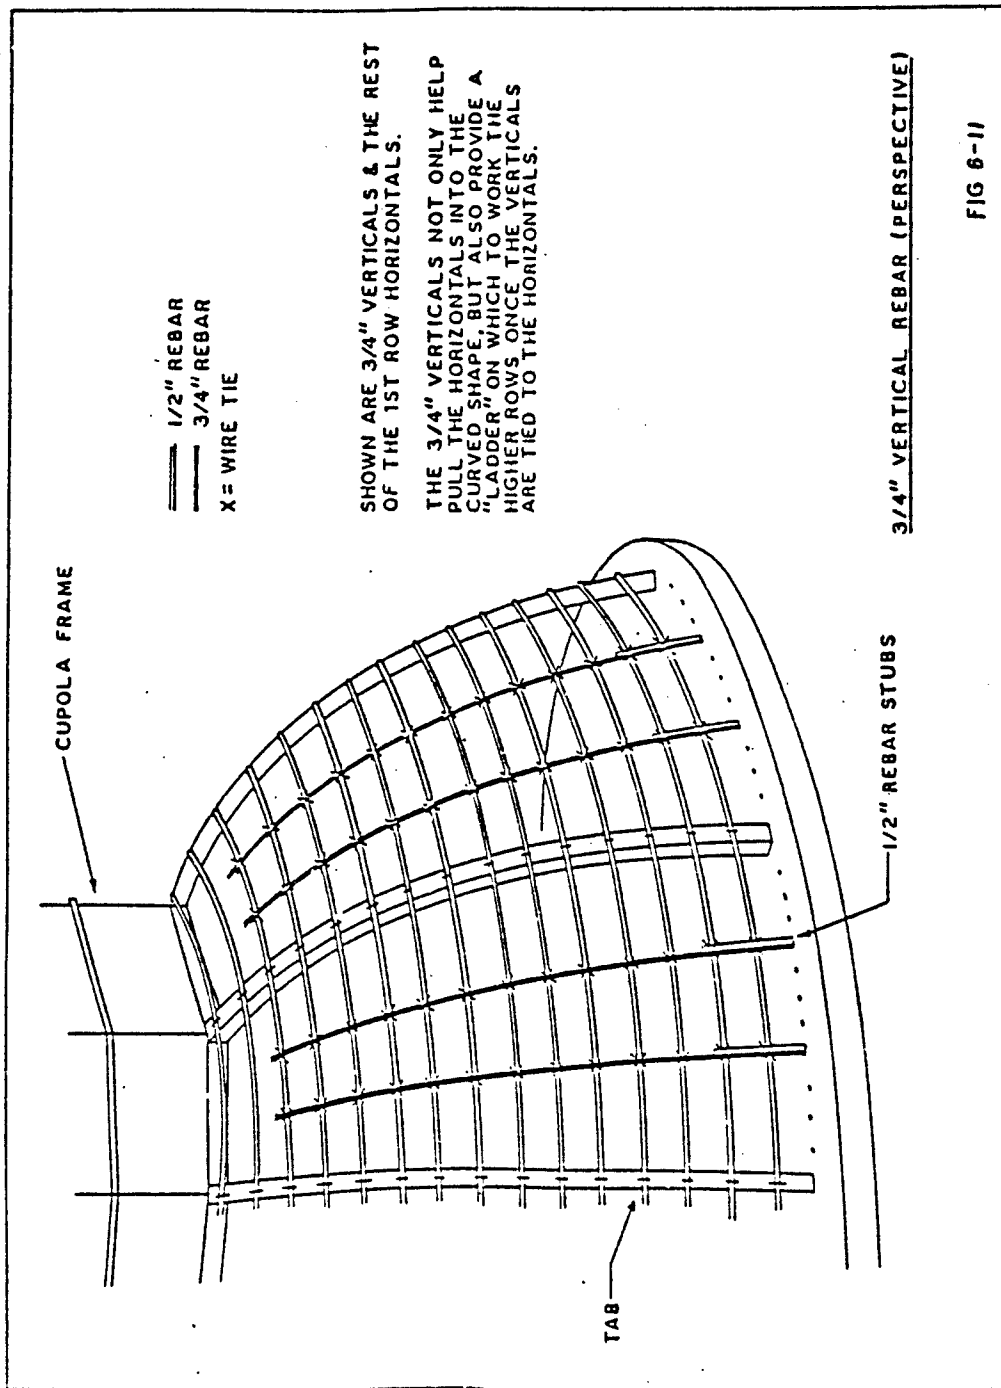 CUPOLA FRAME
1/2" REBAR
3/4" REBAR
X = WIRE TIE
SHOWN ARE 3/4" VERTICALS & THE REST
OF THE 1ST ROW HORIZONTALS.
THE 3/4" VERTICALS NOT ONLY HELP
PULL THE HORIZONTALS INTO THE
CURVED SHAPE, BUT ALSO PROVIDE A
"LADDER" ON WHICH TO WORK THE
HIGHER ROWS ONCE THE VERTICALS
ARE TIED TO THE HORIZONTALS.
TAB
1/2" REBAR STUBS
3/4" VERTICAL REBAR (PERSPECTIVE)
FIG 6-11